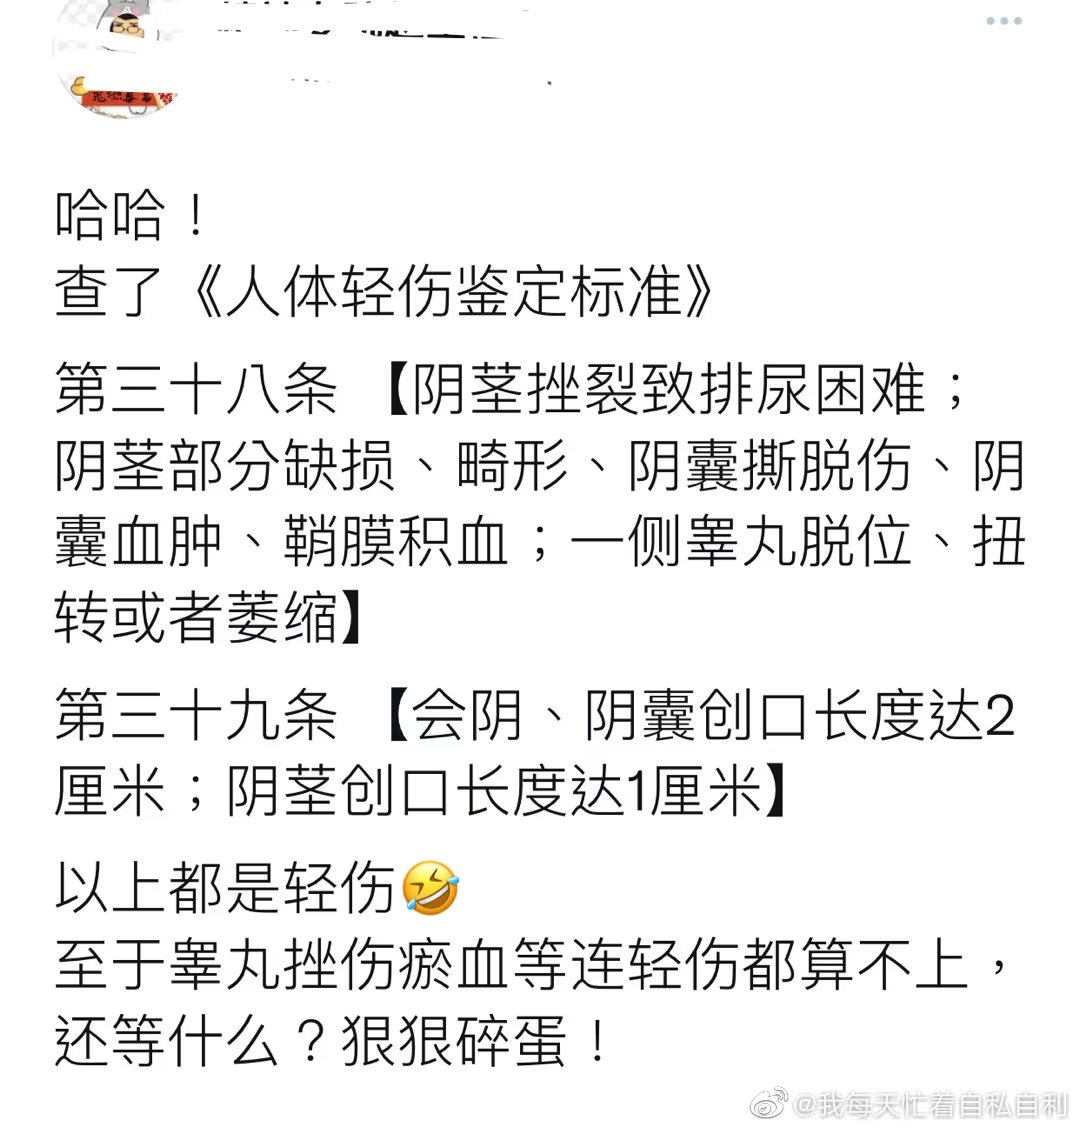 哈哈！
查了《人体轻伤鉴定标准》
第三十八条 【阴茎挫裂致排尿困难；
阴茎部分缺损、畸形、阴囊撕脱伤、阴
囊血肿、鞘膜积血；一侧睾丸脱位、扭
转或者萎缩】
第三十九条 【会阴、阴囊创口长度达2
厘米；阴茎创口长度达1厘米】
以上都是轻伤🤣
至于睾丸挫伤瘀血等连轻伤都算不上，
还等什么？狠狠碎蛋！
@我每天忙着自私自利